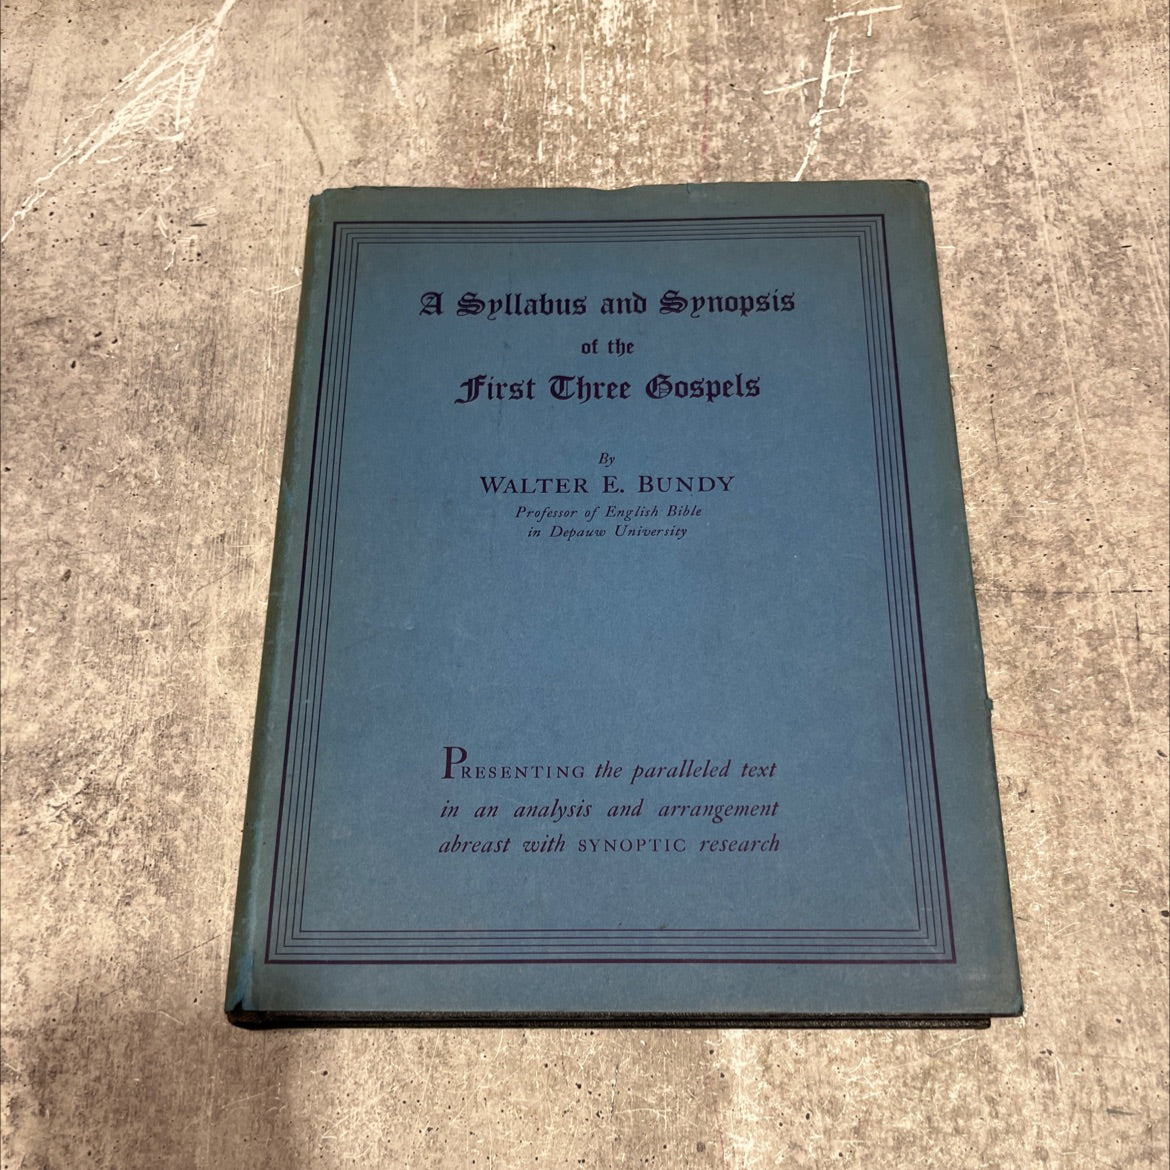 A Syllabus and Synopsis
of the
First Three Gospels
By
WALTER E. BUNDY
Professor of English Bible
in Depauw University
PRESENTING the paralleled text
in an analysis and arrangement
abreast with SYNOPTIC research